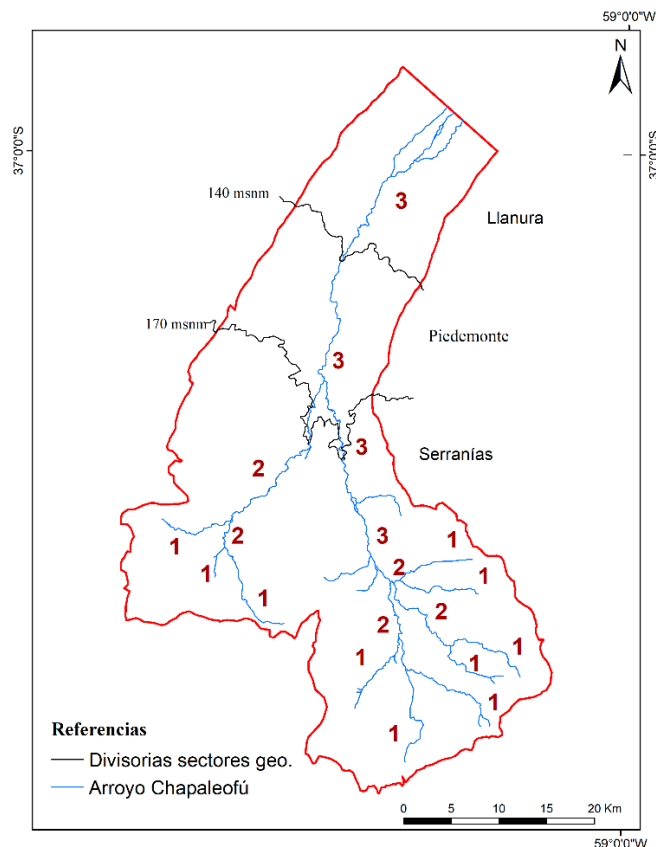 59°0'0"W
N
37°0'0"S
37°0'0"S
3
140 msnm
Llanura
170 msnm
Piedemonte
3
3
Serranías
2
2
3
1
1
2
1
1
1
2
2
1
1
1
1
1
1
Referencias
Divisorias sectores geo.
Arroyo Chapaleofú
0 5 10 15 20 Km
59°0'0"W